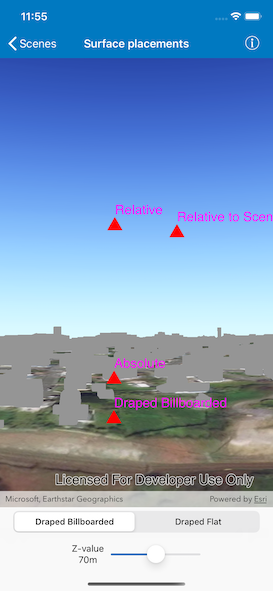 11:55
Scenes
Surface placements
Relative
Relative to Scen
Absolute
Draped Billboarded
Licensed For Developer Use Only
Microsoft, Earthstar Geographics
Powered by Esri
Draped Billboarded
Draped Flat
Z-value
70m